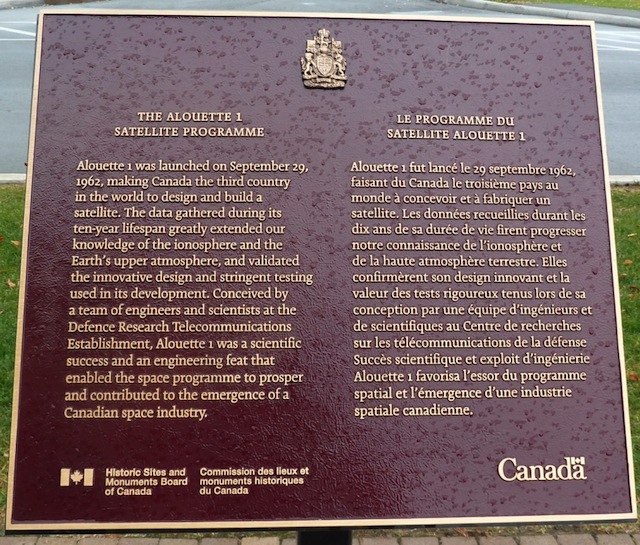 THE ALOUETTE 1
SATELLITE PROGRAMME
Alouette 1 was launched on September 29,
1962, making Canada the third country
in the world to design and build a
satellite. The data gathered during its
ten-year lifespan greatly extended our
knowledge of the ionosphere and the
Earth's upper atmosphere, and validated
the innovative design and stringent testing
used in its development. Conceived by
a team of engineers and scientists at the
Defence Research Telecommunications
Establishment, Alouette 1 was a scientific
success and an engineering feat that
enabled the space programme to prosper
and contributed to the emergence of a
Canadian space industry.
LE PROGRAMME DU
SATELLITE ALOUETTE 1
Alouette 1 fut lancé le 29 septembre 1962,
faisant du Canada le troisième pays au
monde à concevoir et à fabriquer un
satellite. Les données recueillies durant les
dix ans de sa durée de vie firent progresser
notre connaissance de l'ionosphère et
de la haute atmosphère terrestre. Elles
confirmèrent son design innovant et la
valeur des tests rigoureux tenus lors de sa
conception par une équipe d'ingénieurs et
de scientifiques au Centre de recherches
sur les télécommunications de la défense
Succès scientifique et exploit d'ingénierie
Alouette 1 favorisa l'essor du programme
spatial et l'émergence d'une industrie
spatiale canadienne.
Historic Sites and
Monuments Board
of Canada
Commission des lieux et
monuments historiques
du Canada
Canada